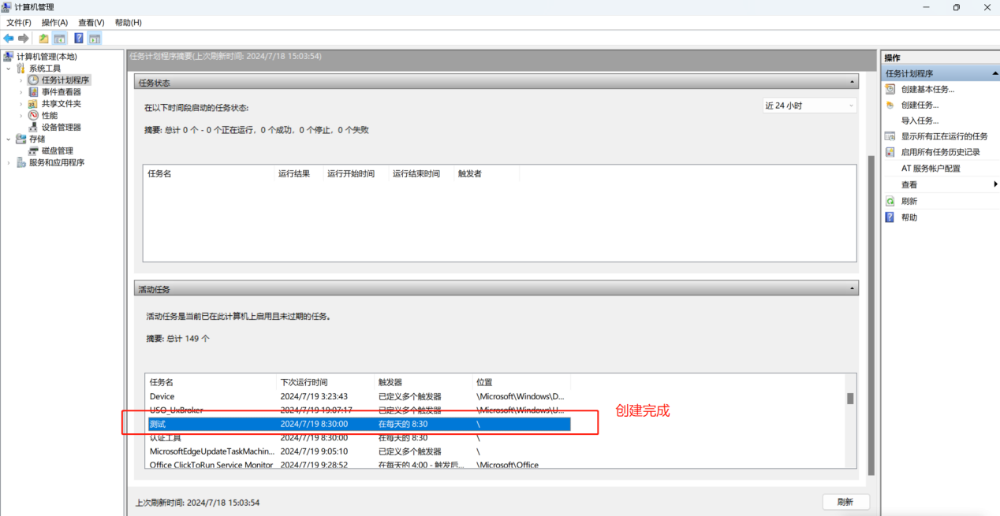 计算机管理
文件(F) 操作(A) 查看(V) 帮助(H)
计算机管理(本地)
系统工具
任务计划程序
事件查看器
共享文件夹
性能
设备管理器
存储
磁盘管理
服务和应用程序
任务计划程序摘要(上次刷新时间: 2024/7/18 15:03:54)
任务状态
在以下时间段启动的任务状态:
近 24 小时
摘要: 总计 0 个 - 0 个正在运行, 0 个成功, 0 个停止, 0 个失败
任务名 运行结果 运行开始时间 运行结束时间 触发者
活动任务
活动任务是当前已在此计算机上启用且未过期的任务。
摘要: 总计 149 个
任务名 下次运行时间 触发器 位置
Device 2024/7/19 3:23:43 已定义多个触发器 \Microsoft\Windows\D...
USO_UxBroker 2024/7/19 19:07:17 已定义多个触发器 \Microsoft\Windows\U...
测试 2024/7/19 8:30:00 在每天的 8:30 \
认证工具 2024/7/19 8:30:00 在每天的 8:30 \
MicrosoftEdgeUpdateTaskMachin... 2024/7/19 9:05:10 已定义多个触发器 \
Office ClickToRun Service Monitor 2024/7/19 9:28:52 在每天的 4:00 - 触发后... \Microsoft\Office
创建完成
上次刷新时间: 2024/7/18 15:03:54
刷新
操作
任务计划程序
创建基本任务...
创建任务...
导入任务...
显示所有正在运行的任务
启用所有任务历史记录
AT 服务帐户配置
查看
刷新
帮助